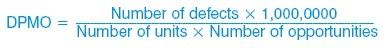 DPMO = Number of defects × 1,000,0000
Number of units × Number of opportunities